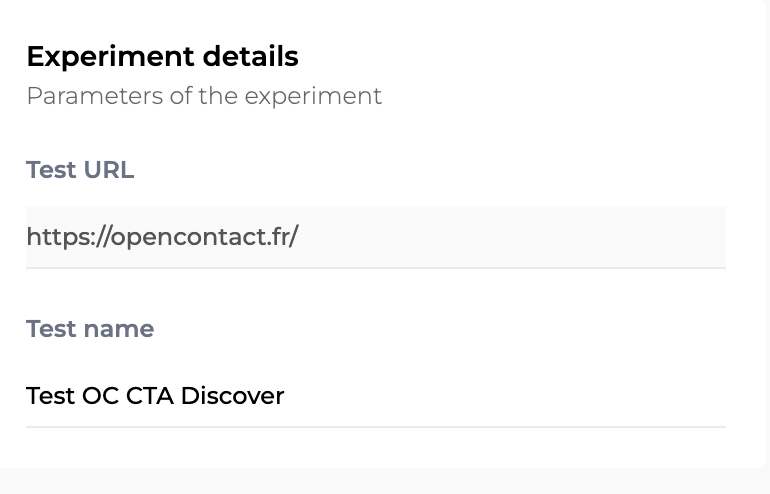 Experiment details
Parameters of the experiment
Test URL
https://opencontact.fr/
Test name
Test OC CTA Discover